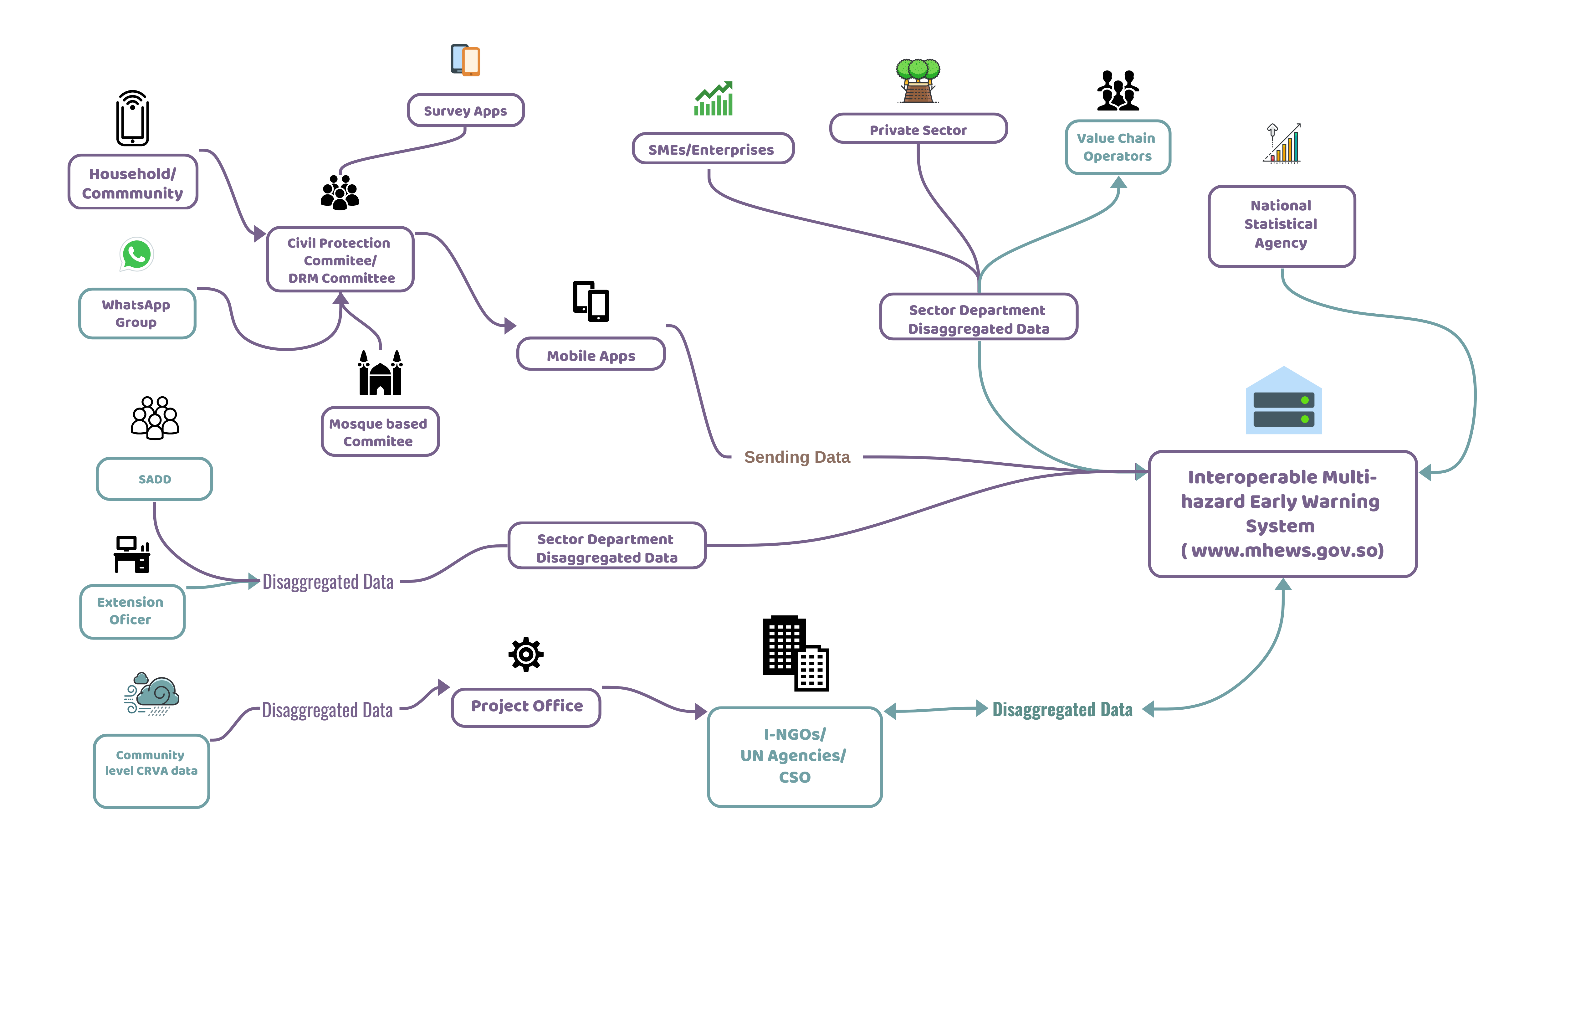 Survey Apps
Household/
Commmunity
SMEs/Enterprises
Private Sector
Value Chain
Operators
National
Statistical
Agency
Civil Protection
Commitee/
DRM Committee
WhatsApp
Group
Sector Department
Disaggregated Data
Mobile Apps
Mosque based
Commitee
Sending Data
SADD
Interoperable Multi-
hazard Early Warning
System
( www.mhews.gov.so)
Sector Department
Disaggregated Data
Disaggregated Data
Extension
Oficer
Disaggregated Data
Project Office
Disaggregated Data
I-NGOs/
UN Agencies/
CSO
Community
level CRVA data